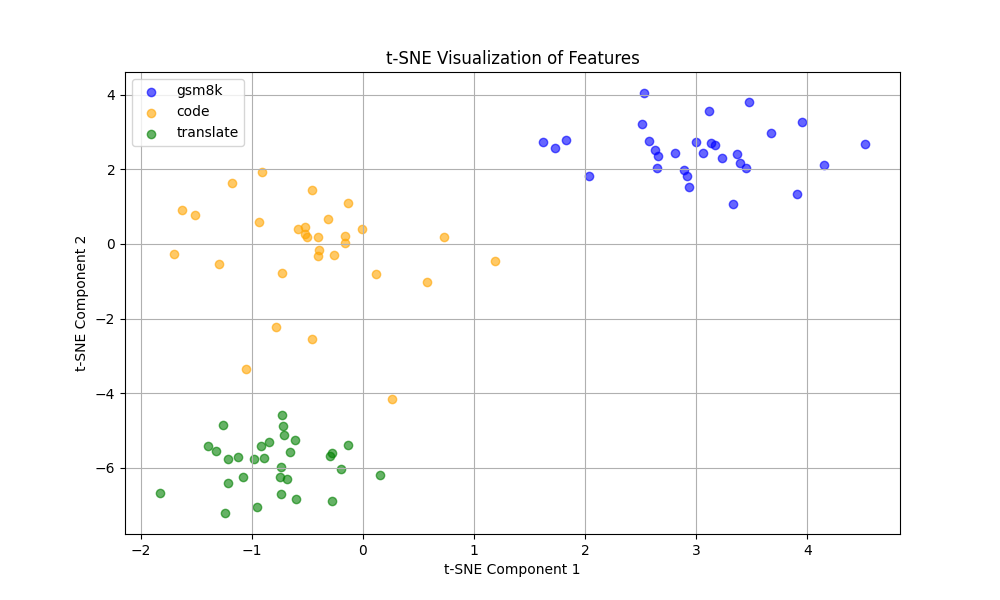 t-SNE Visualization of Features
gsm8k
code
translate
4
2
0
−2
−4
−6
t-SNE Component 2
−2 −1 0 1 2 3 4
t-SNE Component 1